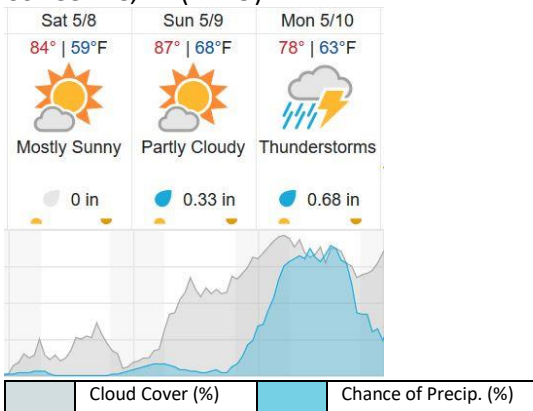 Sat 5/8 Sun 5/9 Mon 5/10
84° | 59°F 87° | 68°F 78° | 63°F
Mostly Sunny Partly Cloudy Thunderstorms
0 in 0.33 in 0.68 in
Cloud Cover (%) Chance of Precip. (%)